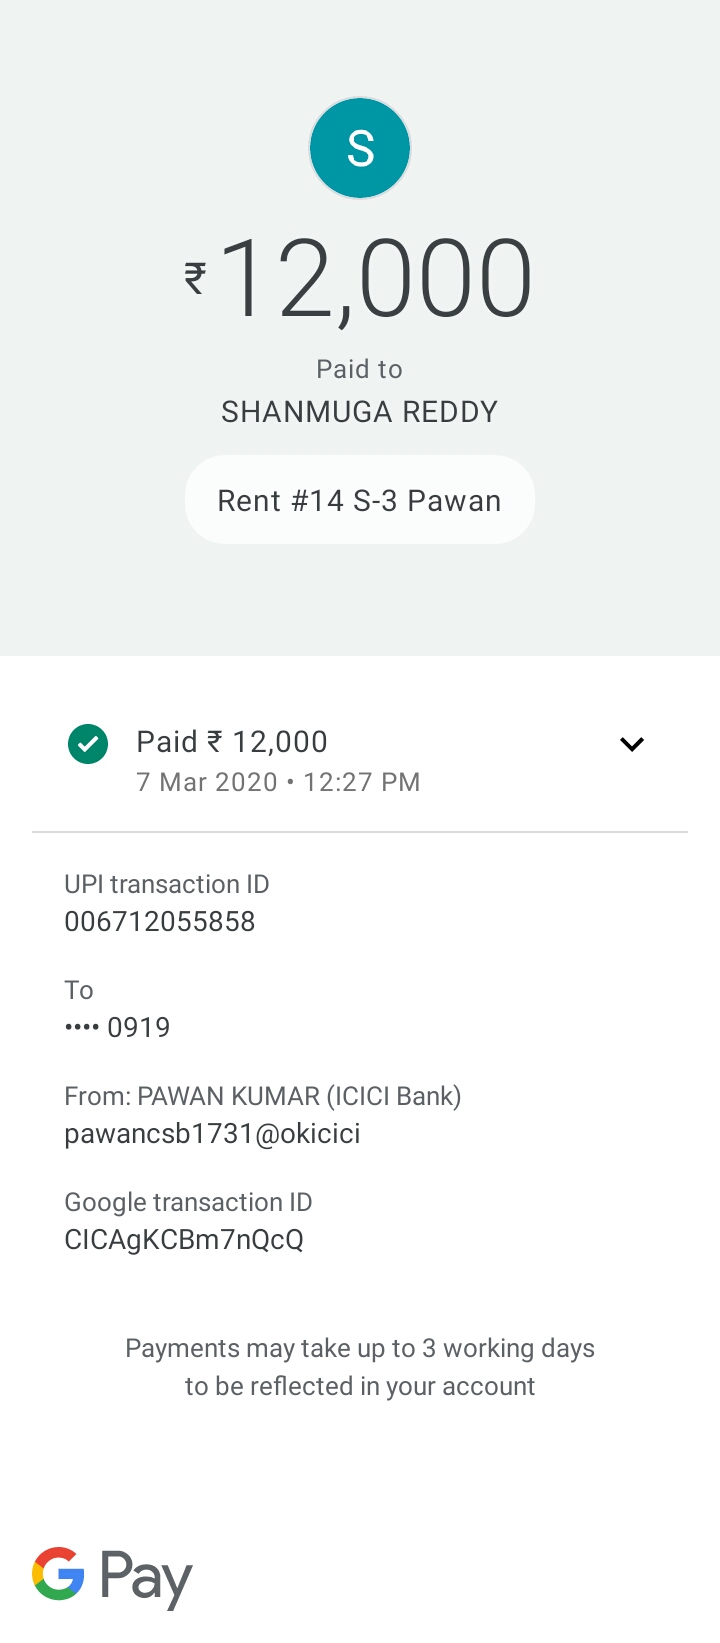 S
₹12,000
Paid to
SHANMUGA REDDY
Rent #14 S-3 Pawan
Paid ₹ 12,000
7 Mar 2020 • 12:27 PM
UPI transaction ID
006712055858
To
•••• 0919
From: PAWAN KUMAR (ICICI Bank)
pawancsb1731@okicici
Google transaction ID
CICAgKCBm7nQcQ
Payments may take up to 3 working days
to be reflected in your account
G Pay